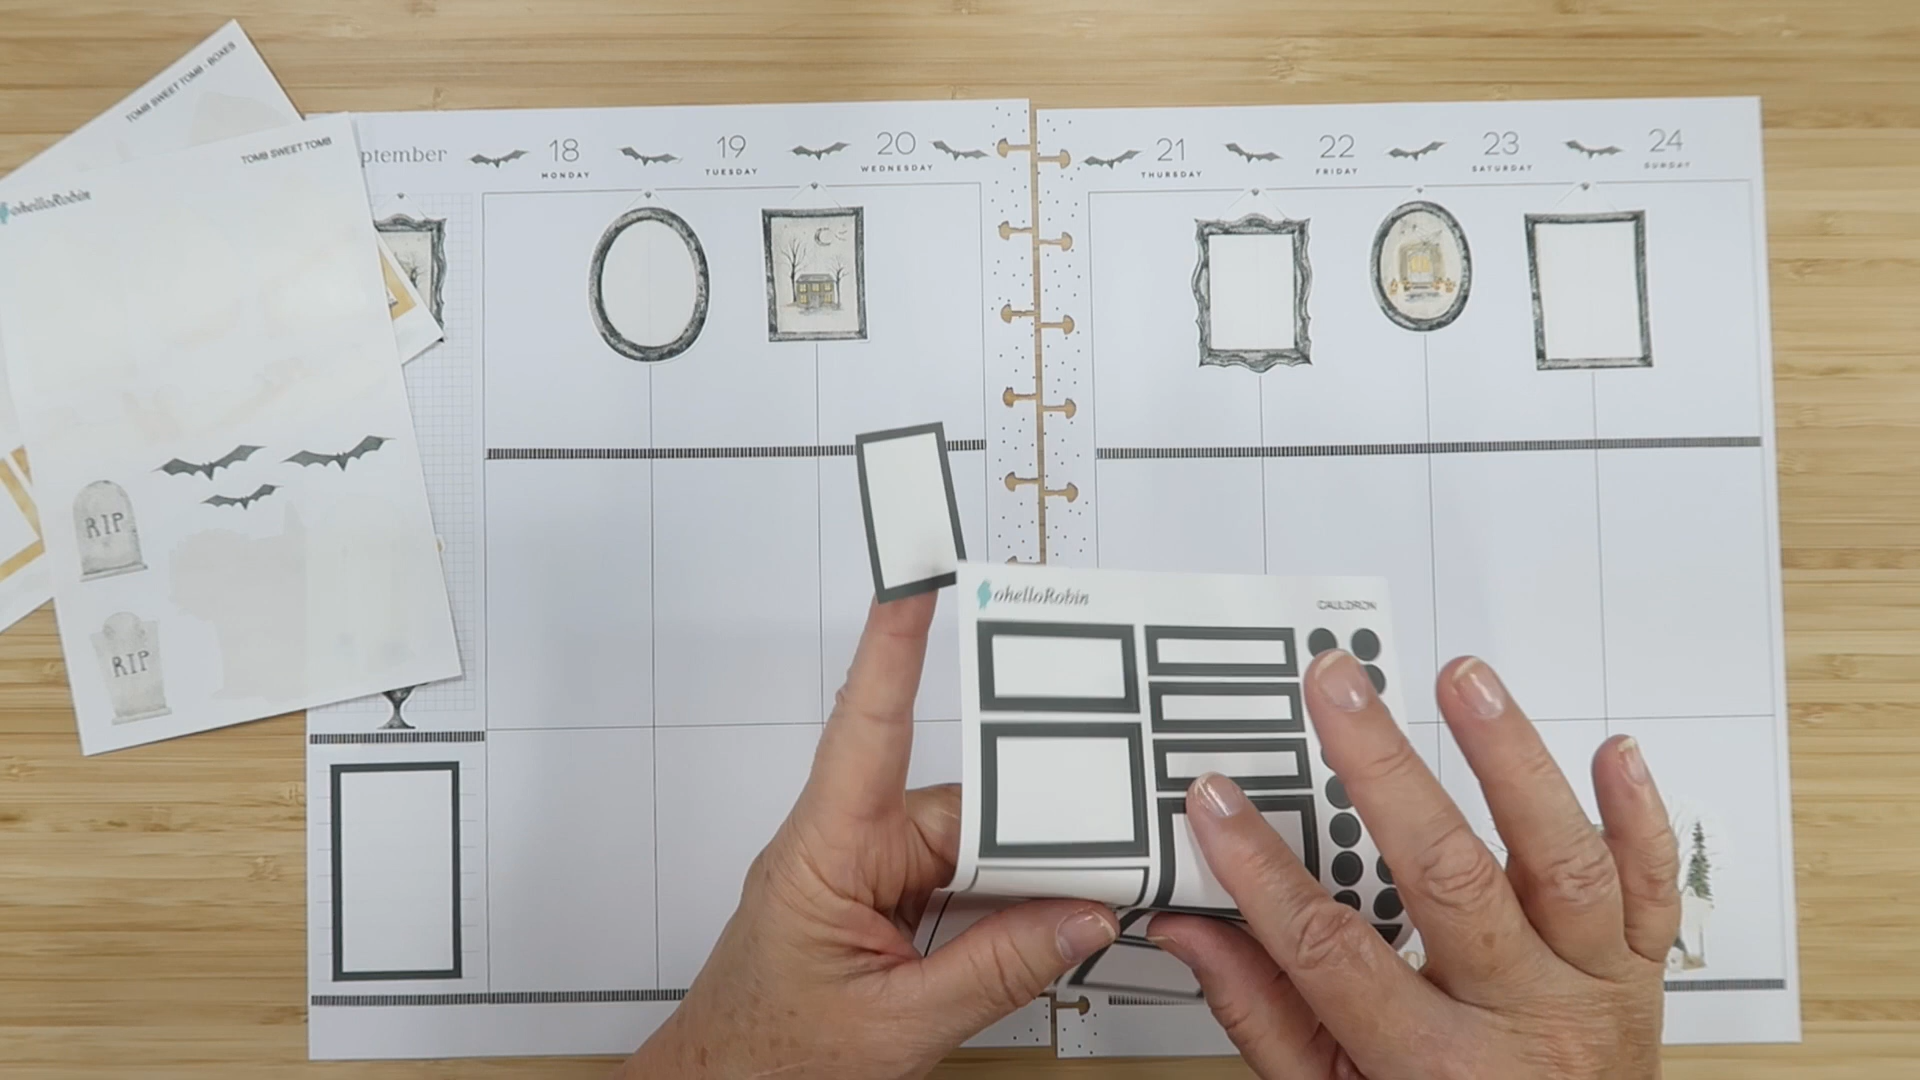 TOMB SWEET TOMB - BOXES
TOMB SWEET TOMB
ohelloRobin
RIP
RIP
ptember
18
MONDAY
19
TUESDAY
20
WEDNESDAY
21
THURSDAY
22
FRIDAY
23
SATURDAY
24
SUNDAY
ohelloRobin
CAULDRON